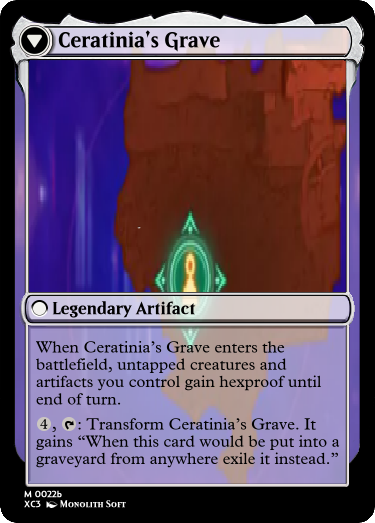 Ceratinia's Grave
Legendary Artifact
When Ceratinia's Grave enters the
battlefield, untapped creatures and
artifacts you control gain hexproof until
end of turn.
4, : Transform Ceratinia's Grave. It
gains “When this card would be put into a
graveyard from anywhere exile it instead.”
M 0022b
XC3 Monolith Soft